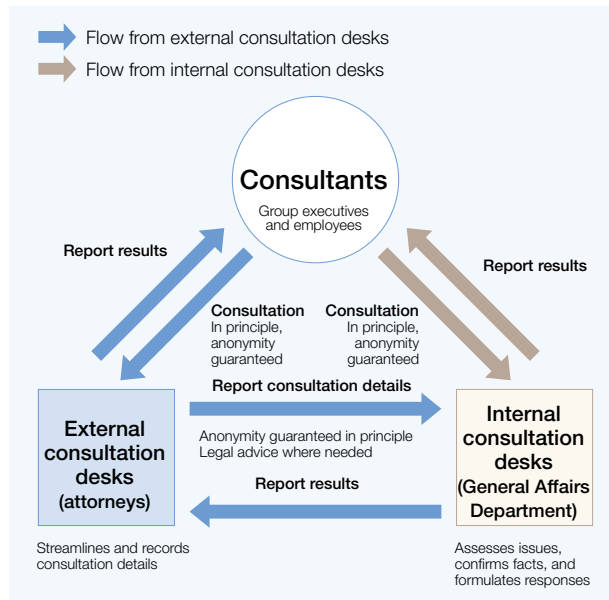 Flow from external consultation desks
Flow from internal consultation desks
Consultants
Group executives
and employees
Report results
Report results
Consultation
In principle,
anonymity
guaranteed
Consultation
In principle,
anonymity
guaranteed
Report consultation details
External
consultation
desks
(attorneys)
Anonymity guaranteed in principle
Legal advice where needed
Report results
Internal
consultation
desks
(General Affairs
Department)
Streamlines and records
consultation details
Assesses issues,
confirms facts, and
formulates responses